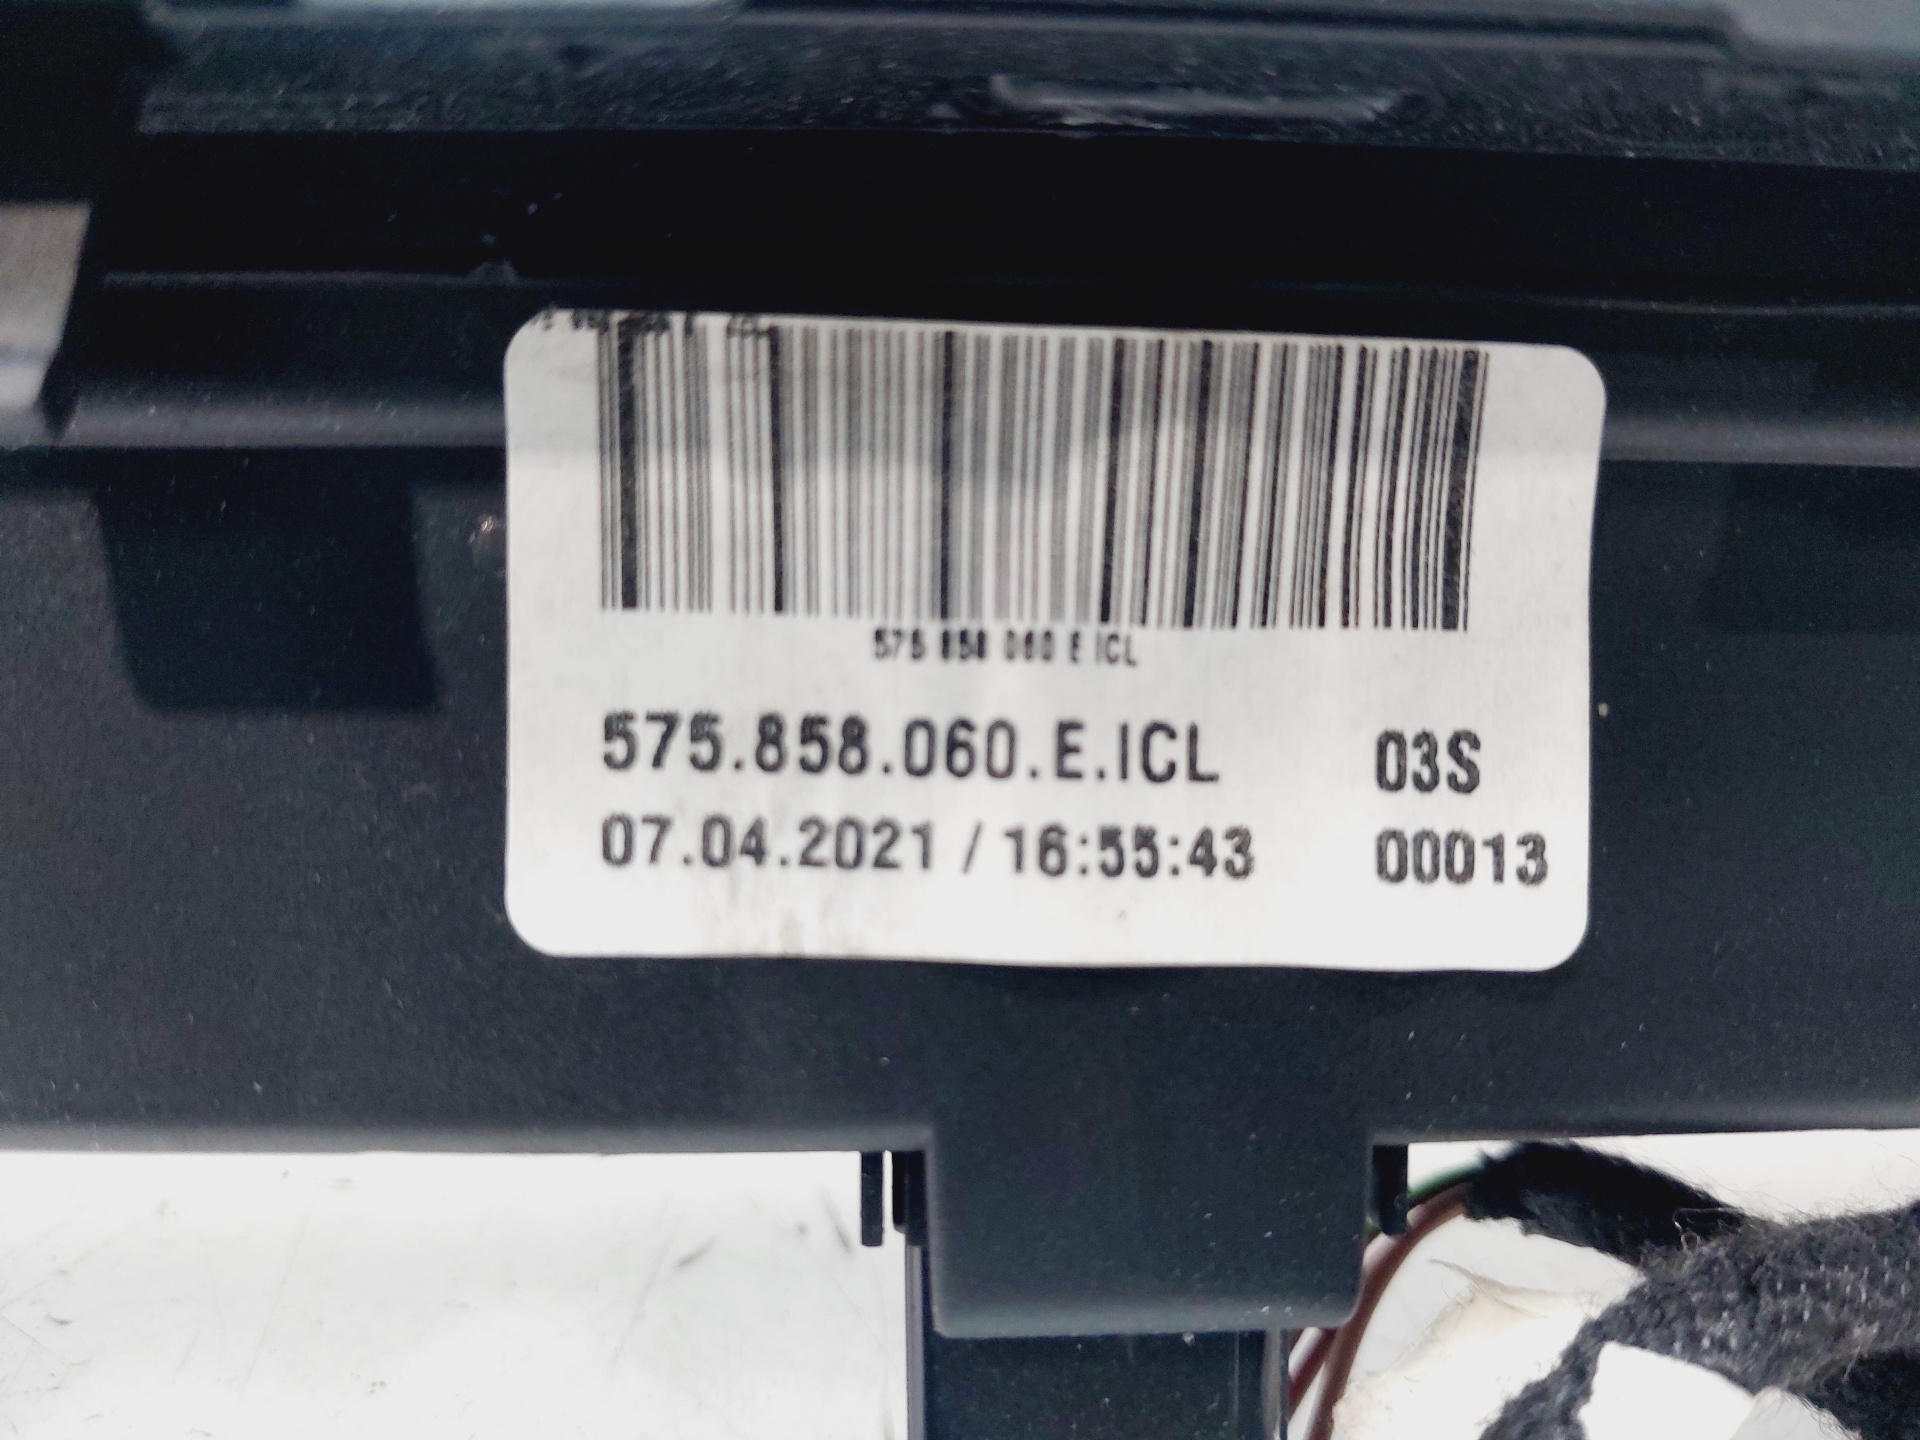 575 858 060 E ICL
575.858.060.E.ICL 03S
07.04.2021 / 16:55:43 00013